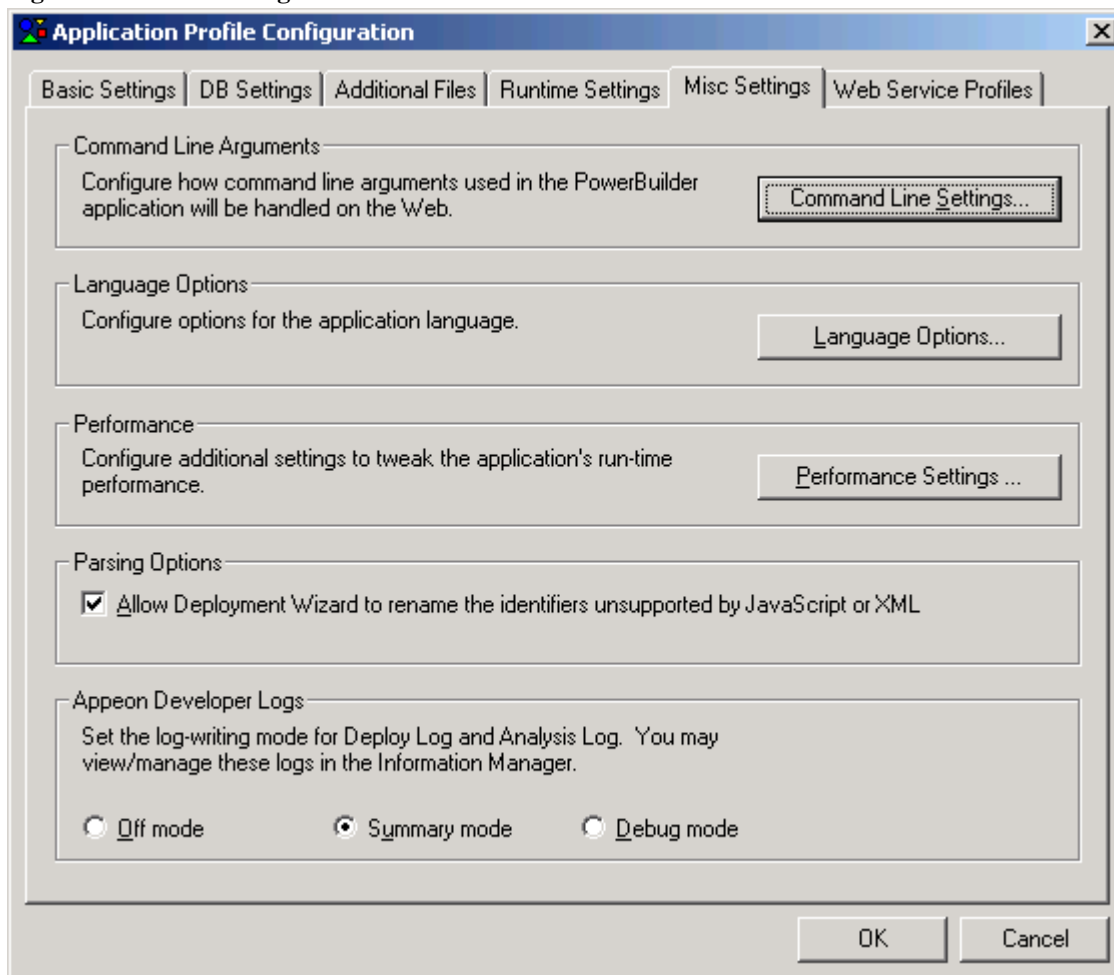 Application Profile Configuration
Basic Settings DB Settings Additional Files Runtime Settings Misc Settings Web Service Profiles
Command Line Arguments
Configure how command line arguments used in the PowerBuilder
application will be handled on the Web.
Command Line Settings...
Language Options
Configure options for the application language.
Language Options...
Performance
Configure additional settings to tweak the application's run-time
performance.
Performance Settings ...
Parsing Options
Allow Deployment Wizard to rename the identifiers unsupported by JavaScript or XML
Appeon Developer Logs
Set the log-writing mode for Deploy Log and Analysis Log. You may
view/manage these logs in the Information Manager.
Off mode Summary mode Debug mode
OK Cancel